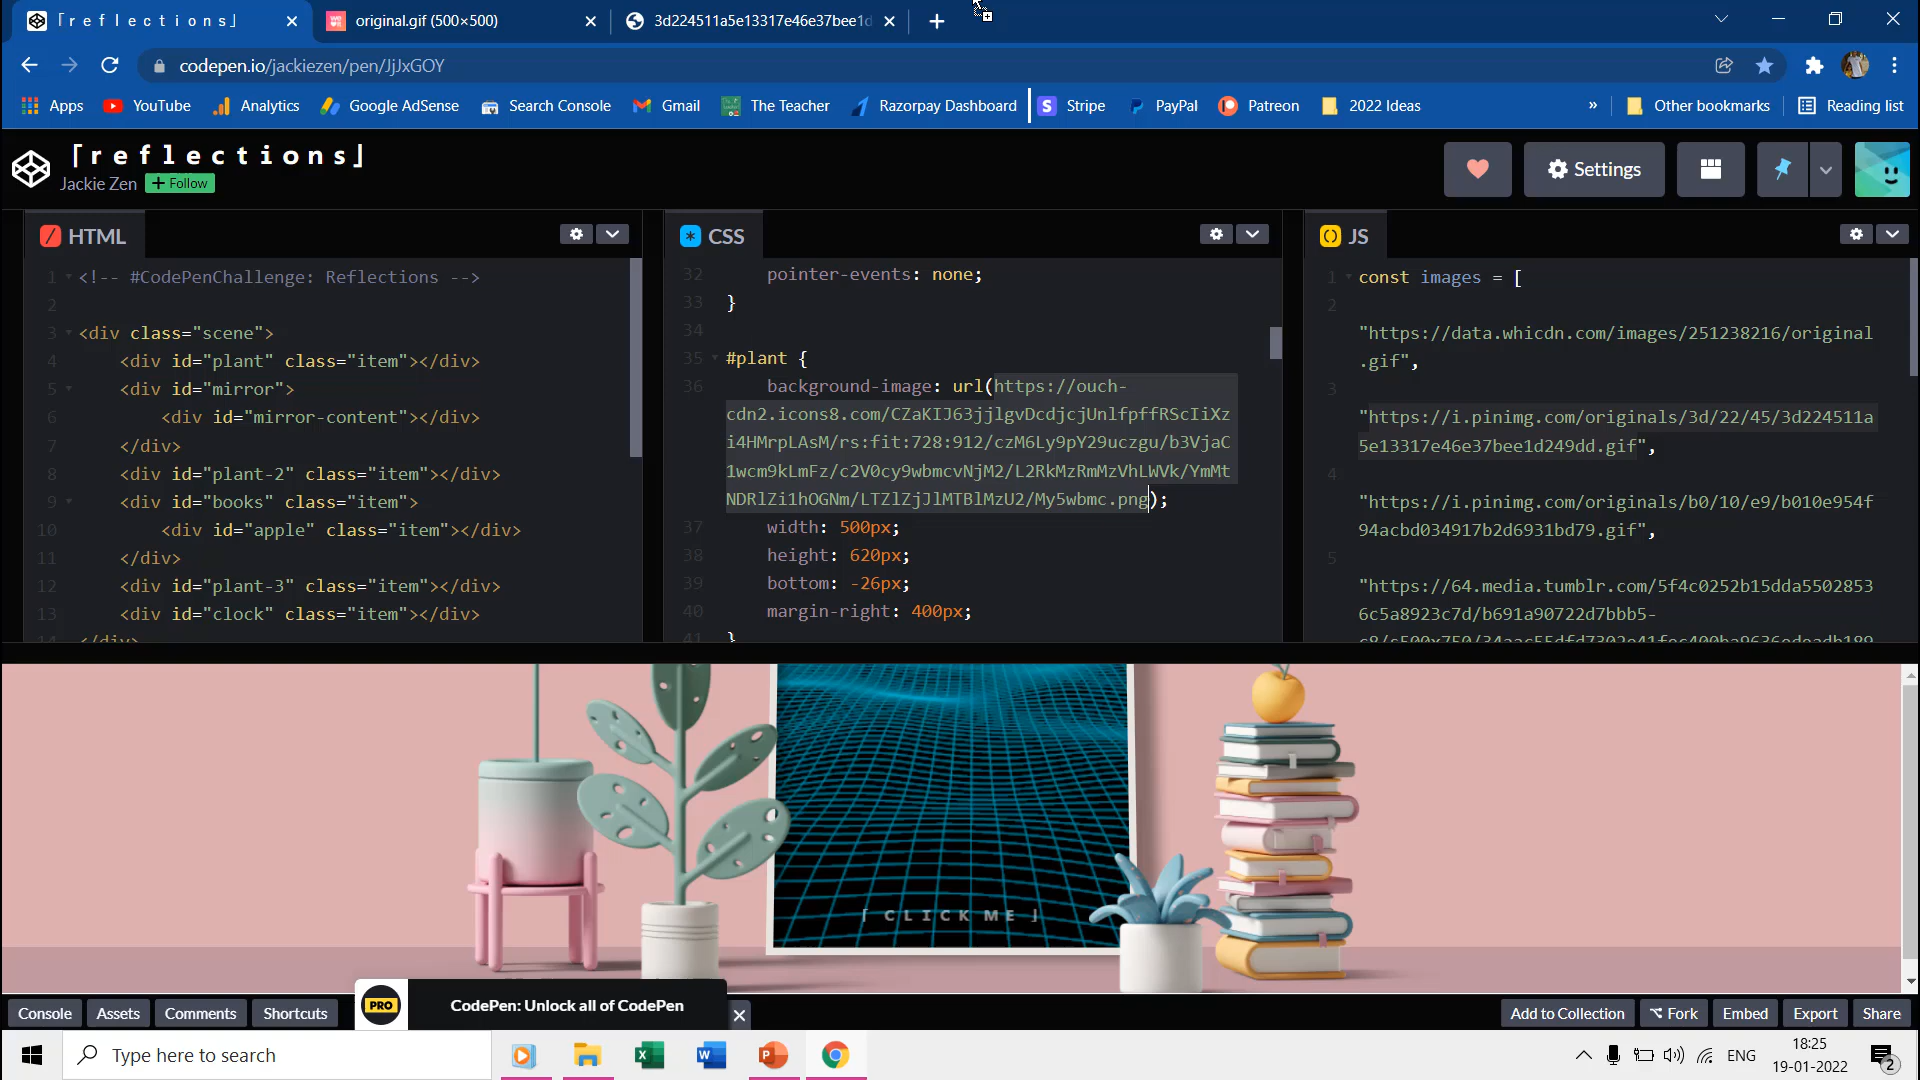 「 r e f l e c t i o n s 」
original.gif (500×500)
3d224511a5e13317e46e37bee1d
codepen.io/jackiezen/pen/JjJxGOY
Apps YouTube Analytics Google AdSense Search Console Gmail The Teacher Razorpay Dashboard Stripe PayPal Patreon 2022 Ideas » Other bookmarks Reading list
「 r e f l e c t i o n s 」
Jackie Zen + Follow
Settings
HTML
1 <!-- #CodePenChallenge: Reflections -->
2
3 <div class="scene">
4 <div id="plant" class="item"></div>
5 <div id="mirror">
6 <div id="mirror-content"></div>
7 </div>
8 <div id="plant-2" class="item"></div>
9 <div id="books" class="item">
10 <div id="apple" class="item"></div>
11 </div>
12 <div id="plant-3" class="item"></div>
13 <div id="clock" class="item"></div>
14 </div>
CSS
32 pointer-events: none;
33 }
34
35 #plant {
36 background-image: url(https://ouch-
cdn2.icons8.com/CZaKIJ63jjlgvDcdjcjUnlfpffRScIiXz
i4HMrpLAsM/rs:fit:728:912/czM6Ly9pY29uczgu/b3VjaC
1wcm9kLmFz/c2V0cy9wbmcvNjM2/L2RkMzRmMzVhLWVk/YmMt
NDRlZi1hOGNm/LTZlZjJlMTBlMzU2/My5wbmc.png);
37 width: 500px;
38 height: 620px;
39 bottom: -26px;
40 margin-right: 400px;
41 }
JS
1 const images = [
2
"https://data.whicdn.com/images/251238216/original
.gif",
3
"https://i.pinimg.com/originals/3d/22/45/3d224511a
5e13317e46e37bee1d249dd.gif",
4
"https://i.pinimg.com/originals/b0/10/e9/b010e954f
94acbd034917b2d6931bd79.gif",
5
"https://64.media.tumblr.com/5f4c0252b15dda5502853
6c5a8923c7d/b691a90722d7bbb5-
「 C L I C K M E 」
Console Assets Comments Shortcuts
PRO CodePen: Unlock all of CodePen
Add to Collection Fork Embed Export Share
Type here to search
ENG
18:25
19-01-2022
2